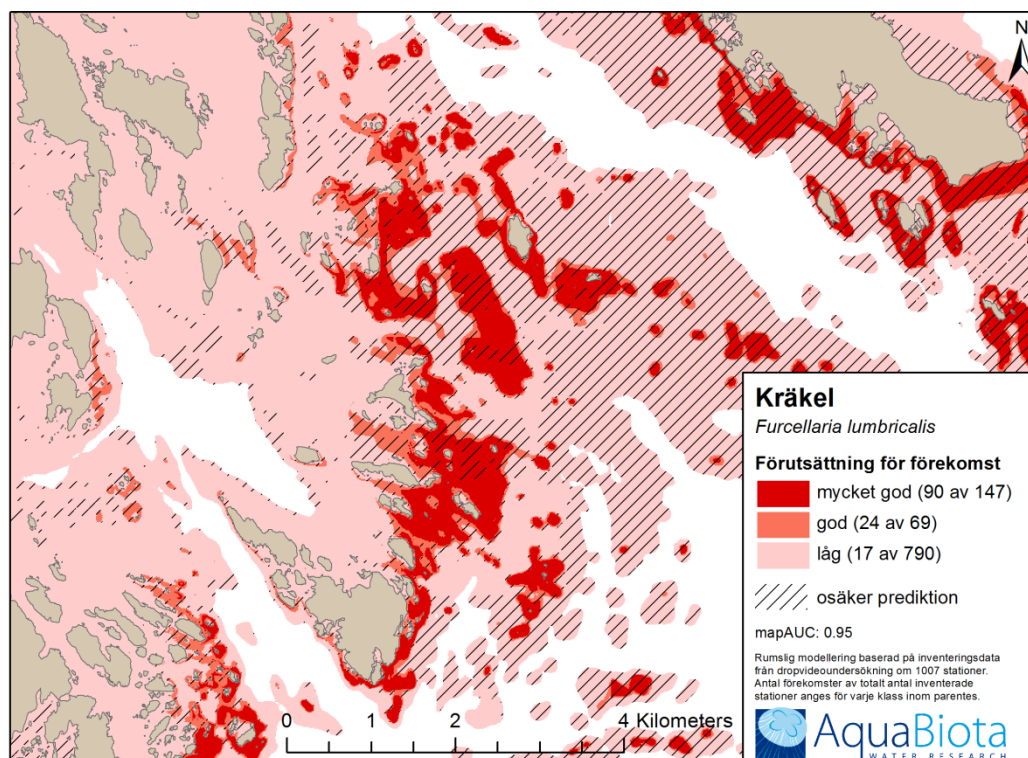 N
Kräkel
Furcellaria lumbricalis
Förutsättning för förekomst
mycket god (90 av 147)
god (24 av 69)
låg (17 av 790)
osäker prediktion
mapAUC: 0.95
Rumslig modellering baserad på inventeringsdata
från dropvideoundersökning om 1007 stationer.
Antal förekomster av totalt antal inventerade
stationer anges för varje klass inom parentes.
0 1 2 4 Kilometers
AquaBiota
WATER RESEARCH